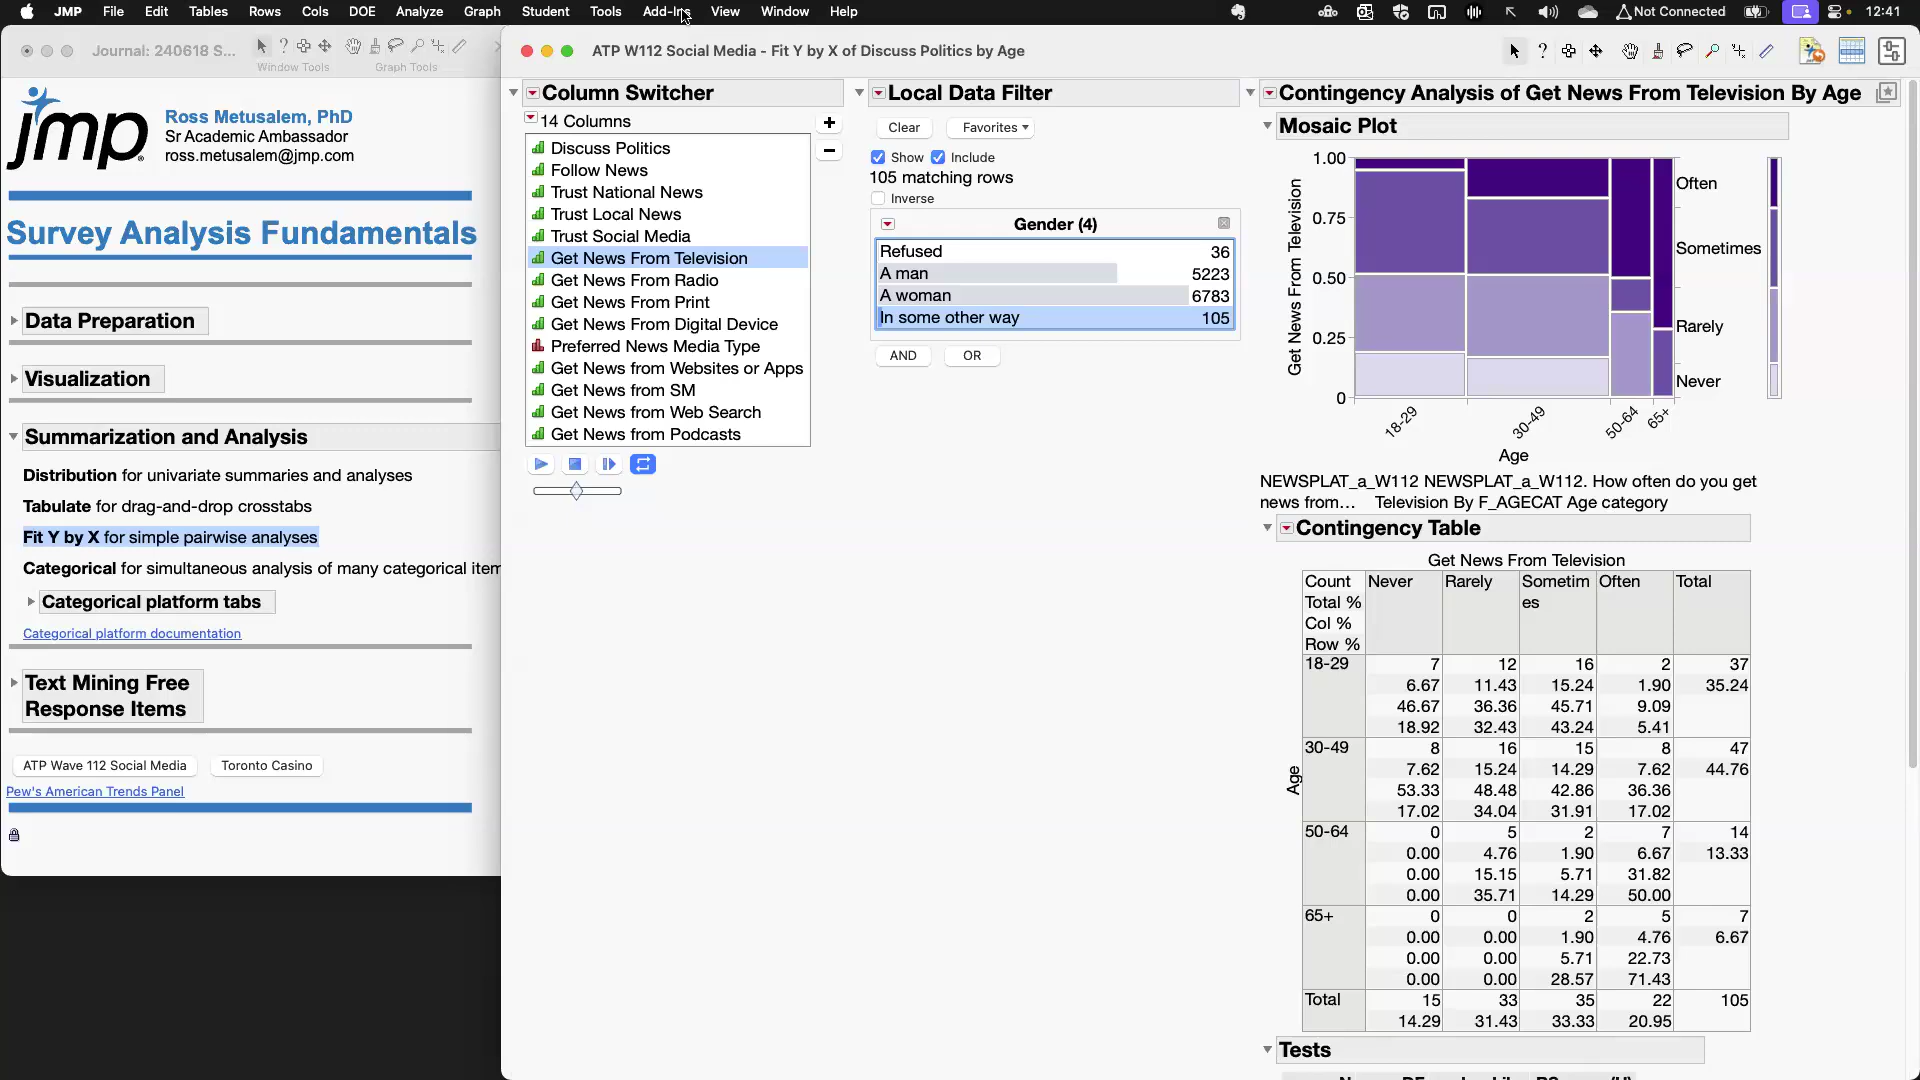 JMP File Edit Tables Rows Cols DOE Analyze Graph Student Tools Add-Ins View Window Help Not Connected 12:41
Journal: 240618 S...
Window Tools Graph Tools
jmp
Ross Metusalem, PhD
Sr Academic Ambassador
ross.metusalem@jmp.com
Survey Analysis Fundamentals
Data Preparation
Visualization
Summarization and Analysis
Distribution for univariate summaries and analyses
Tabulate for drag-and-drop crosstabs
Fit Y by X for simple pairwise analyses
Categorical for simultaneous analysis of many categorical item
Categorical platform tabs
Categorical platform documentation
Text Mining Free
Response Items
ATP Wave 112 Social Media Toronto Casino
Pew's American Trends Panel
ATP W112 Social Media - Fit Y by X of Discuss Politics by Age
Column Switcher
14 Columns
Discuss Politics
Follow News
Trust National News
Trust Local News
Trust Social Media
Get News From Television
Get News From Radio
Get News From Print
Get News From Digital Device
Preferred News Media Type
Get News from Websites or Apps
Get News from SM
Get News from Web Search
Get News from Podcasts
Local Data Filter
Clear Favorites
Show Include
105 matching rows
Inverse
Gender (4)
Refused 36
A man 5223
A woman 6783
In some other way 105
AND OR
Contingency Analysis of Get News From Television By Age
Mosaic Plot
Get News From Television
1.00
0.75
0.50
0.25
0
Often
Sometimes
Rarely
Never
18-29 30-49 50-64 65+
Age
NEWSPLAT_a_W112 NEWSPLAT_a_W112. How often do you get
news from... Television By F_AGECAT Age category
Contingency Table
Get News From Television
Count Never Rarely Sometim Often Total
Total % es
Col %
Row %
Age
18-29 7 12 16 2 37
6.67 11.43 15.24 1.90 35.24
46.67 36.36 45.71 9.09
18.92 32.43 43.24 5.41
30-49 8 16 15 8 47
7.62 15.24 14.29 7.62 44.76
53.33 48.48 42.86 36.36
17.02 34.04 31.91 17.02
50-64 0 5 2 7 14
0.00 4.76 1.90 6.67 13.33
0.00 15.15 5.71 31.82
0.00 35.71 14.29 50.00
65+ 0 0 2 5 7
0.00 0.00 1.90 4.76 6.67
0.00 0.00 5.71 22.73
0.00 0.00 28.57 71.43
Total 15 33 35 22 105
14.29 31.43 33.33 20.95
Tests